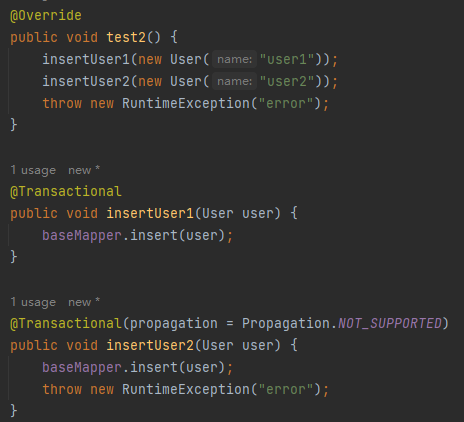 @Override
public void test2() {
insertUser1(new User( name: "user1"));
insertUser2(new User( name: "user2"));
throw new RuntimeException("error");
}
1 usage new *
@Transactional
public void insertUser1(User user) {
baseMapper.insert(user);
}
1 usage new *
@Transactional(propagation = Propagation.NOT_SUPPORTED)
public void insertUser2(User user) {
baseMapper.insert(user);
throw new RuntimeException("error");
}